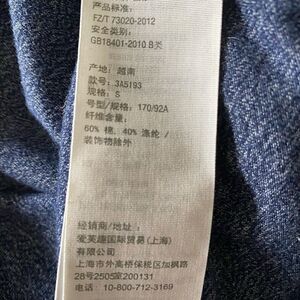 产品标准:
FZ/T 73020-2012
安全类别:
GB18401-2010 B类
产地: 越南
款号: 3A5193
规格: S
号型/规格: 170/92A
纤维含量:
60% 棉, 40% 涤纶/
装饰物除外
经销商/地址:
爱芙趣国际贸易(上海)
有限公司
上海市外高桥保税区加枫路
28号2505室200131
电话: 10-800-712-3169